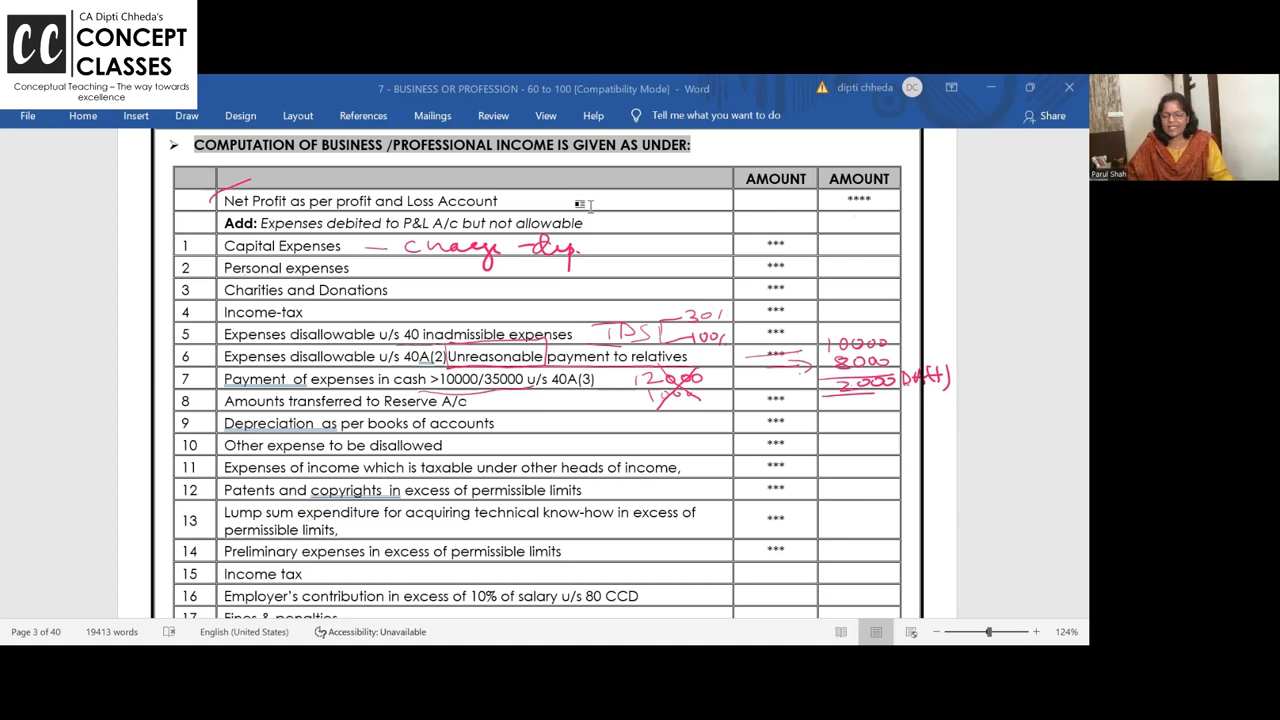 CA Dipti Chheda's
CC
CONCEPT
CLASSES
Conceptual Teaching – The way towards
excellence
7 - BUSINESS OR PROFESSION - 60 to 100 [Compatibility Mode] - Word
dipti chheda
DC
File Home Insert Draw Design Layout References Mailings Review View Help Tell me what you want to do Share
Parul Shah
COMPUTATION OF BUSINESS /PROFESSIONAL INCOME IS GIVEN AS UNDER:
AMOUNT AMOUNT
Net Profit as per profit and Loss Account ****
Add: Expenses debited to P&L A/c but not allowable
1 Capital Expenses — charge dep. ***
2 Personal expenses ***
3 Charities and Donations ***
4 Income-tax ***
5 Expenses disallowable u/s 40 inadmissible expenses TDS 30% 100% ***
6 Expenses disallowable u/s 40A(2) Unreasonable payment to relatives *** 10000 8000
7 Payment of expenses in cash >10000/35000 u/s 40A(3) 12000 2000
8 Amounts transferred to Reserve A/c ***
9 Depreciation as per books of accounts ***
10 Other expense to be disallowed ***
11 Expenses of income which is taxable under other heads of income, ***
12 Patents and copyrights in excess of permissible limits ***
13 Lump sum expenditure for acquiring technical know-how in excess of
permissible limits, ***
14 Preliminary expenses in excess of permissible limits ***
15 Income tax
16 Employer's contribution in excess of 10% of salary u/s 80 CCD
17 Fines & penalties
Page 3 of 40 19413 words English (United States) Accessibility: Unavailable 124%